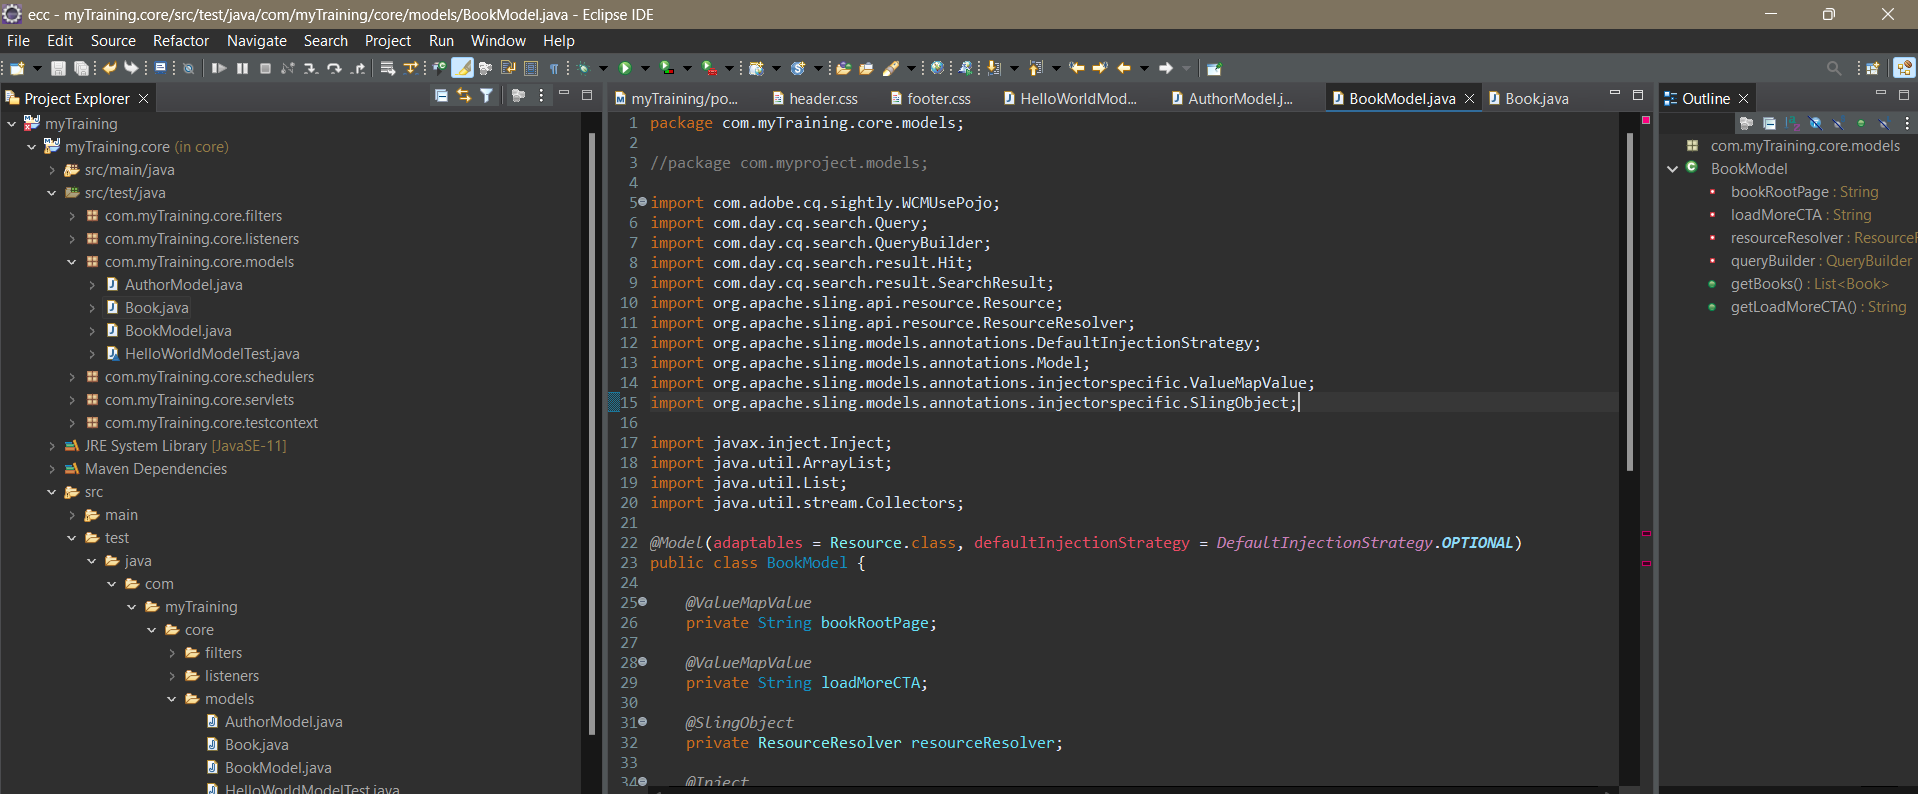 ecc - myTraining.core/src/test/java/com/myTraining/core/models/BookModel.java - Eclipse IDE
File Edit Source Refactor Navigate Search Project Run Window Help
Project Explorer
myTraining
myTraining.core (in core)
src/main/java
src/test/java
com.myTraining.core.filters
com.myTraining.core.listeners
com.myTraining.core.models
AuthorModel.java
Book.java
BookModel.java
HelloWorldModelTest.java
com.myTraining.core.schedulers
com.myTraining.core.servlets
com.myTraining.core.testcontext
JRE System Library [JavaSE-11]
Maven Dependencies
src
main
test
java
com
myTraining
core
filters
listeners
models
AuthorModel.java
Book.java
BookModel.java
HelloWorldModelTest.java
myTraining/po... header.css footer.css HelloWorldMod... AuthorModel.j... BookModel.java Book.java
1 package com.myTraining.core.models;
2
3 //package com.myproject.models;
4
5 import com.adobe.cq.sightly.WCMUsePojo;
6 import com.day.cq.search.Query;
7 import com.day.cq.search.QueryBuilder;
8 import com.day.cq.search.result.Hit;
9 import com.day.cq.search.result.SearchResult;
10 import org.apache.sling.api.resource.Resource;
11 import org.apache.sling.api.resource.ResourceResolver;
12 import org.apache.sling.models.annotations.DefaultInjectionStrategy;
13 import org.apache.sling.models.annotations.Model;
14 import org.apache.sling.models.annotations.injectorspecific.ValueMapValue;
15 import org.apache.sling.models.annotations.injectorspecific.SlingObject;
16
17 import javax.inject.Inject;
18 import java.util.ArrayList;
19 import java.util.List;
20 import java.util.stream.Collectors;
21
22 @Model(adaptables = Resource.class, defaultInjectionStrategy = DefaultInjectionStrategy.OPTIONAL)
23 public class BookModel {
24
25 @ValueMapValue
26 private String bookRootPage;
27
28 @ValueMapValue
29 private String loadMoreCTA;
30
31 @SlingObject
32 private ResourceResolver resourceResolver;
33
34 @Inject
Outline
com.myTraining.core.models
BookModel
bookRootPage : String
loadMoreCTA : String
resourceResolver : Resource
queryBuilder : QueryBuilder
getBooks() : List<Book>
getLoadMoreCTA() : String